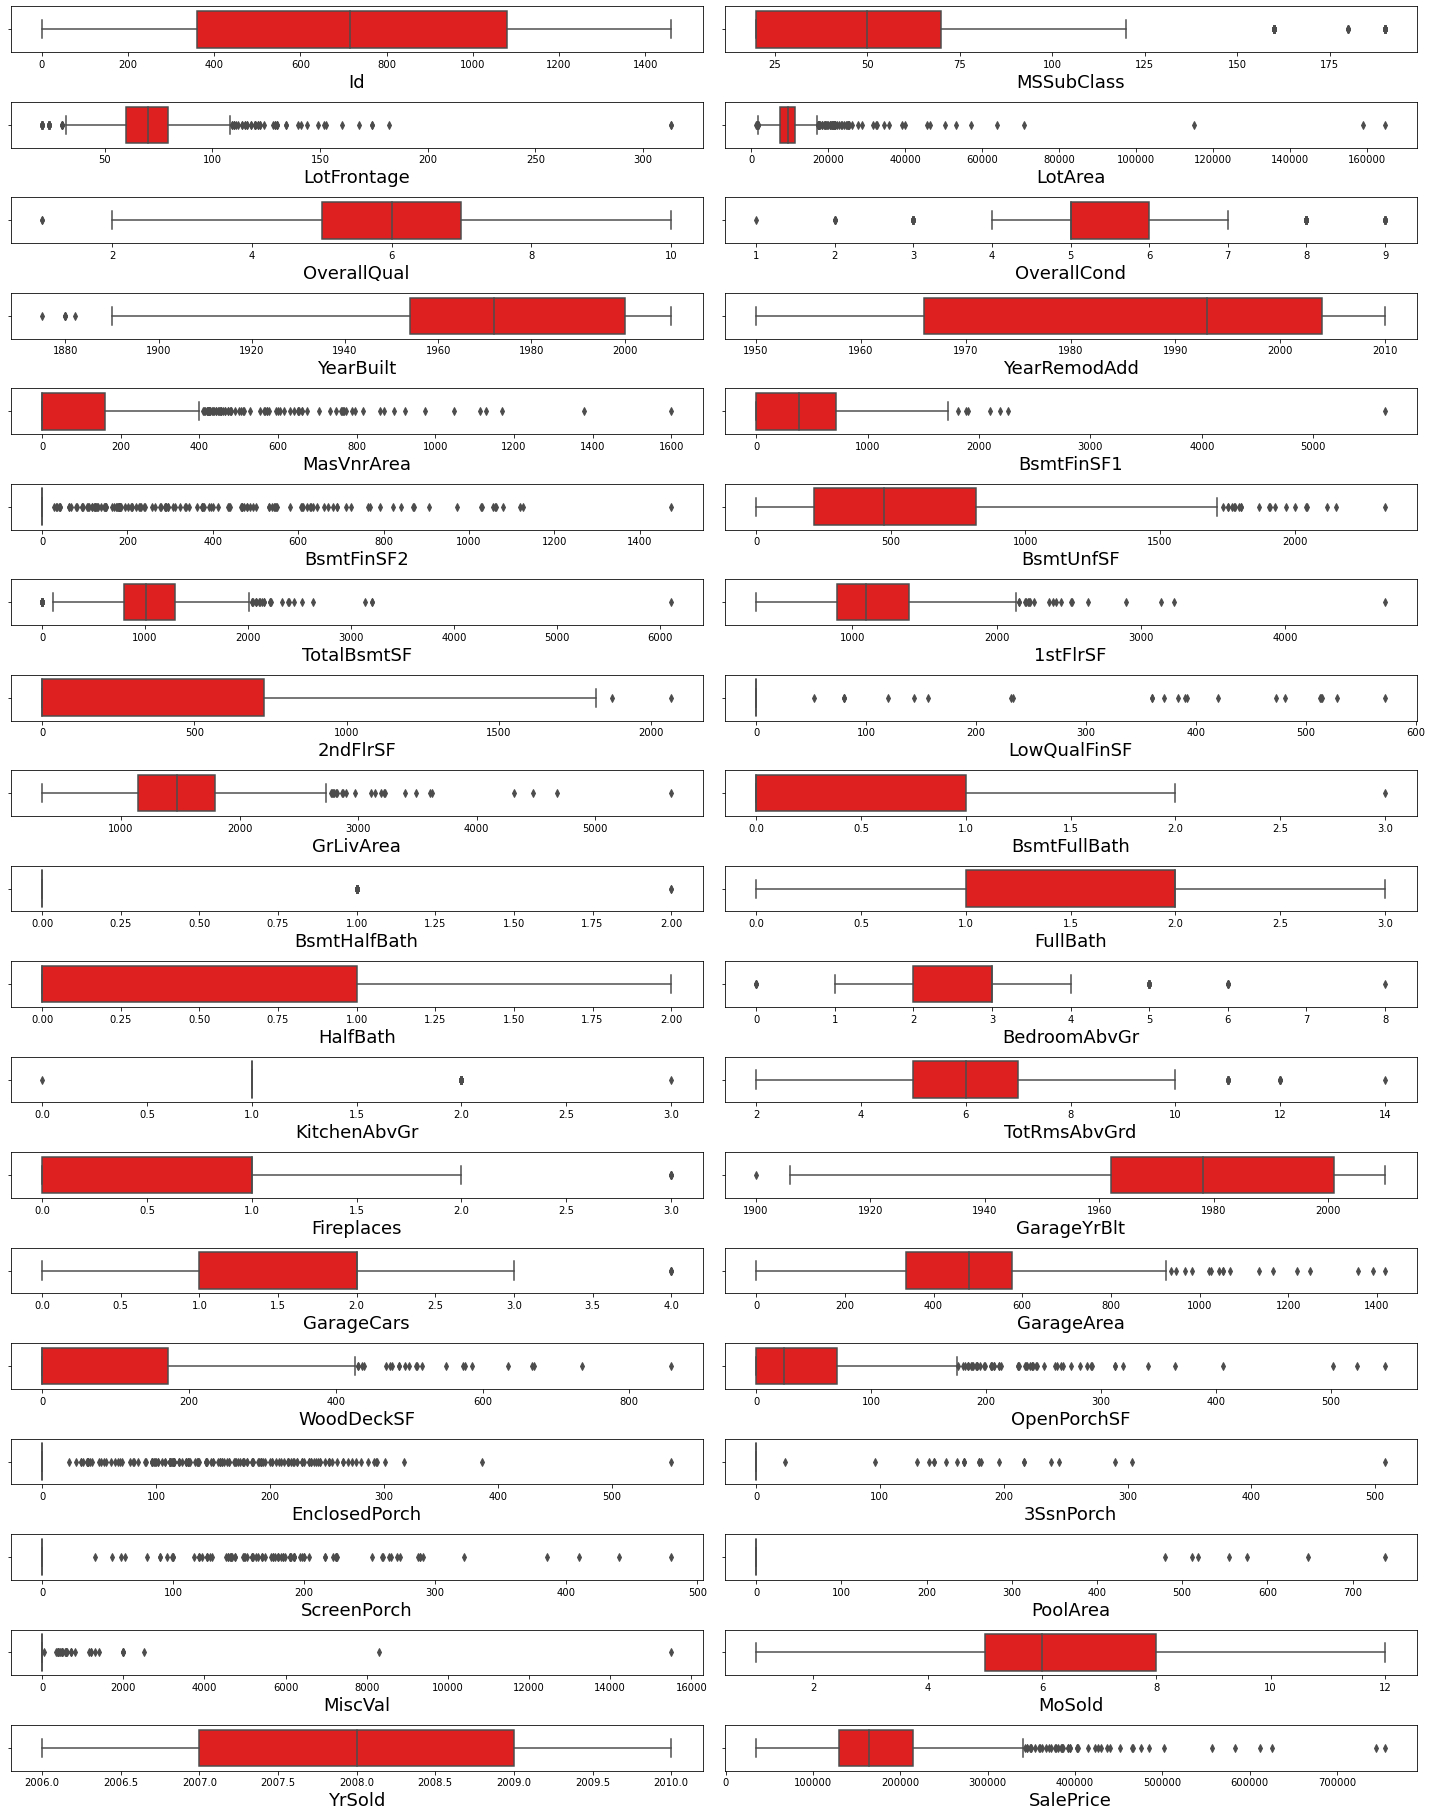 0 200 400 600 800 1000 1200 1400
Id
25 50 75 100 125 150 175
MSSubClass
50 100 150 200 250 300
LotFrontage
0 20000 40000 60000 80000 100000 120000 140000 160000
LotArea
2 4 6 8 10
OverallQual
1 2 3 4 5 6 7 8 9
OverallCond
1880 1900 1920 1940 1960 1980 2000
YearBuilt
1950 1960 1970 1980 1990 2000 2010
YearRemodAdd
0 200 400 600 800 1000 1200 1400 1600
MasVnrArea
0 1000 2000 3000 4000 5000
BsmtFinSF1
0 200 400 600 800 1000 1200 1400
BsmtFinSF2
0 500 1000 1500 2000
BsmtUnfSF
0 1000 2000 3000 4000 5000 6000
TotalBsmtSF
1000 2000 3000 4000
1stFlrSF
0 500 1000 1500 2000
2ndFlrSF
0 100 200 300 400 500 600
LowQualFinSF
1000 2000 3000 4000 5000
GrLivArea
0.0 0.5 1.0 1.5 2.0 2.5 3.0
BsmtFullBath
0.00 0.25 0.50 0.75 1.00 1.25 1.50 1.75 2.00
BsmtHalfBath
0.0 0.5 1.0 1.5 2.0 2.5 3.0
FullBath
0.00 0.25 0.50 0.75 1.00 1.25 1.50 1.75 2.00
HalfBath
0 1 2 3 4 5 6 7 8
BedroomAbvGr
0.0 0.5 1.0 1.5 2.0 2.5 3.0
KitchenAbvGr
2 4 6 8 10 12 14
TotRmsAbvGrd
0.0 0.5 1.0 1.5 2.0 2.5 3.0
Fireplaces
1900 1920 1940 1960 1980 2000
GarageYrBlt
0.0 0.5 1.0 1.5 2.0 2.5 3.0 3.5 4.0
GarageCars
0 200 400 600 800 1000 1200 1400
GarageArea
0 200 400 600 800
WoodDeckSF
0 100 200 300 400 500
OpenPorchSF
0 100 200 300 400 500
EnclosedPorch
0 100 200 300 400 500
3SsnPorch
0 100 200 300 400 500
ScreenPorch
0 100 200 300 400 500 600 700
PoolArea
0 2000 4000 6000 8000 10000 12000 14000 16000
MiscVal
2 4 6 8 10 12
MoSold
2006.0 2006.5 2007.0 2007.5 2008.0 2008.5 2009.0 2009.5 2010.0
YrSold
0 100000 200000 300000 400000 500000 600000 700000
SalePrice